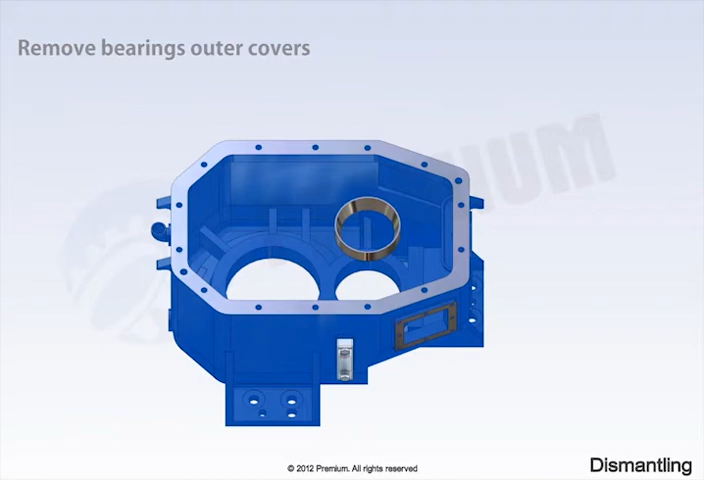 Remove bearings outer covers
© 2012 Premium. All rights reserved
Dismantling